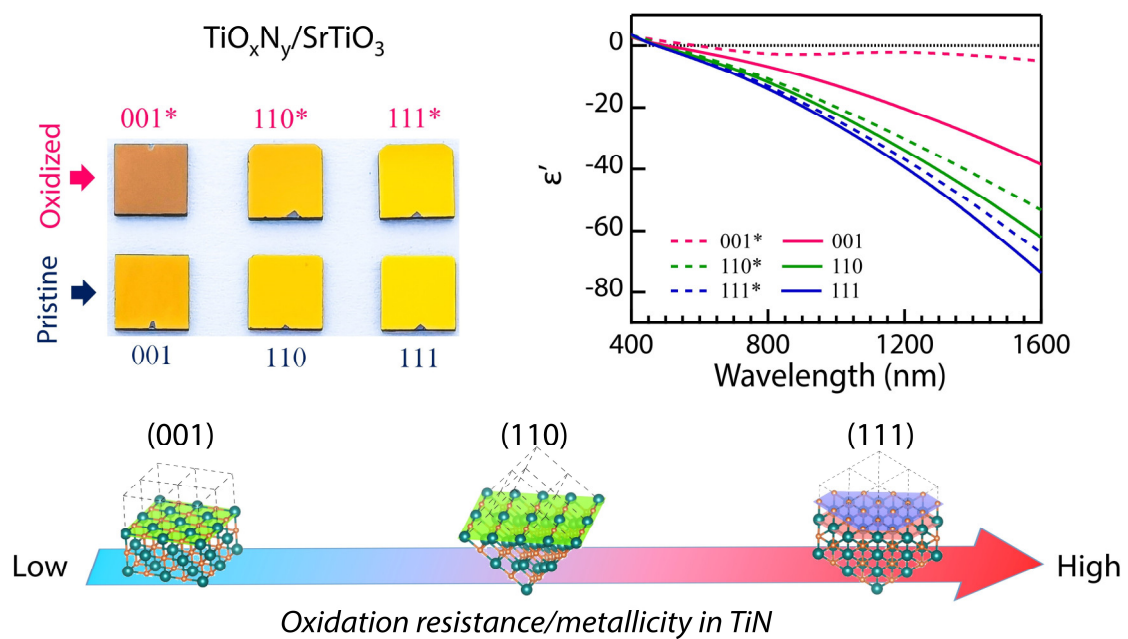 TiOxNy/SrTiO3
Oxidized
001* 110* 111*
Pristine
001 110 111
ε′
0
-20
-40
-60
-80
001* 001
110* 110
111* 111
400 800 1200 1600
Wavelength (nm)
(001) (110) (111)
Low High
Oxidation resistance/metallicity in TiN